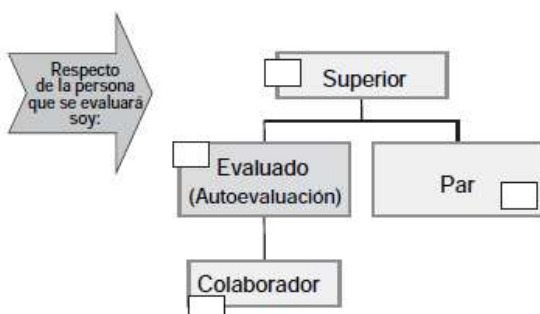 Respecto
de la persona
que se evaluará
soy:
Superior
Evaluado
(Autoevaluación)
Par
Colaborador